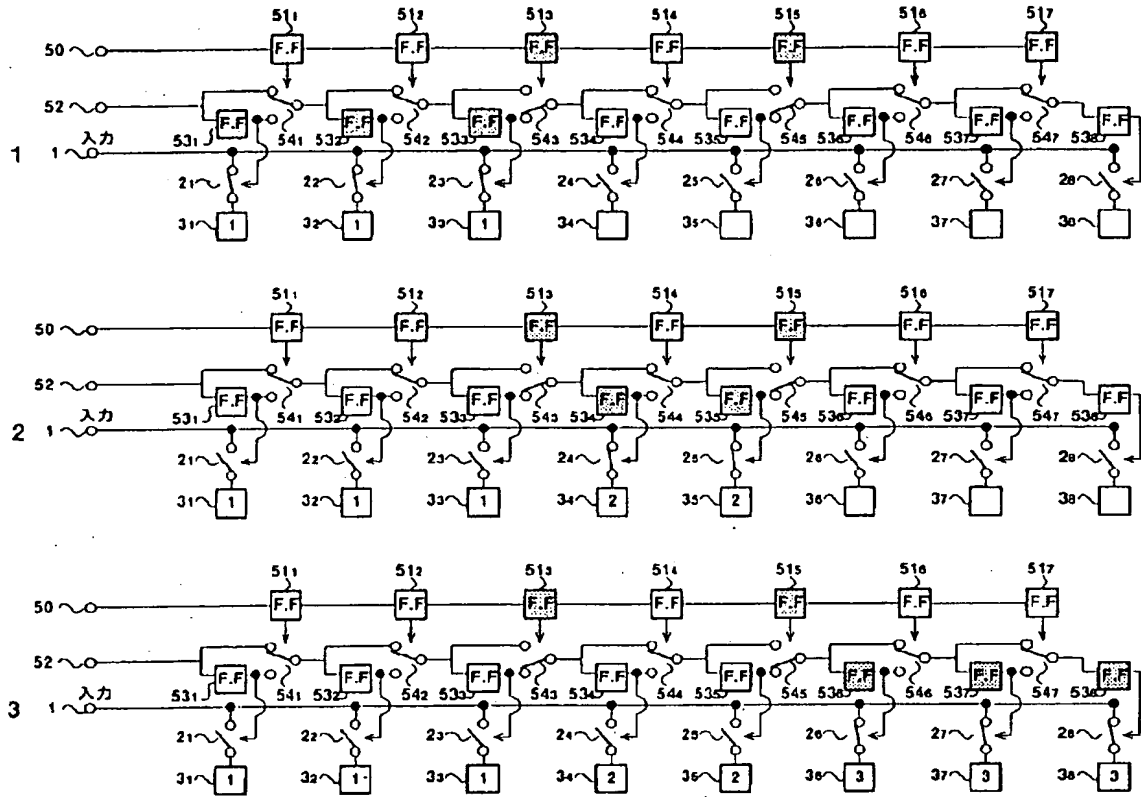 511 512 513 514 515 516 517
50 F.F F.F F.F F.F F.F F.F F.F
52
F.F F.F F.F F.F F.F F.F F.F F.F
531 541 532 542 533 543 534 544 535 545 536 546 537 547 538
入力
1 1
21 22 23 24 25 26 27 28
31 1 32 1 33 1 34 35 36 37 38
511 512 513 514 515 516 517
50 F.F F.F F.F F.F F.F F.F F.F
52
F.F F.F F.F F.F F.F F.F F.F F.F
531 541 532 542 533 543 534 544 535 545 536 546 537 547 538
入力
2 1
21 22 23 24 25 26 27 28
31 1 32 1 33 1 34 2 35 2 36 37 38
511 512 513 514 515 516 517
50 F.F F.F F.F F.F F.F F.F F.F
52
F.F F.F F.F F.F F.F F.F F.F F.F
531 541 532 542 533 543 534 544 535 545 536 546 537 547 538
入力
3 1
21 22 23 24 25 26 27 28
31 1 32 1 33 1 34 2 35 2 36 3 37 3 38 3